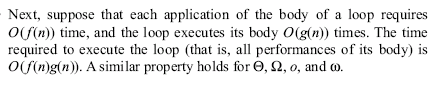 Next, suppose that each application of the body of a loop requires
O(f(n)) time, and the loop executes its body O(g(n)) times. The time
required to execute the loop (that is, all performances of its body) is
O(f(n)g(n)). A similar property holds for Θ, Ω, o, and ω.